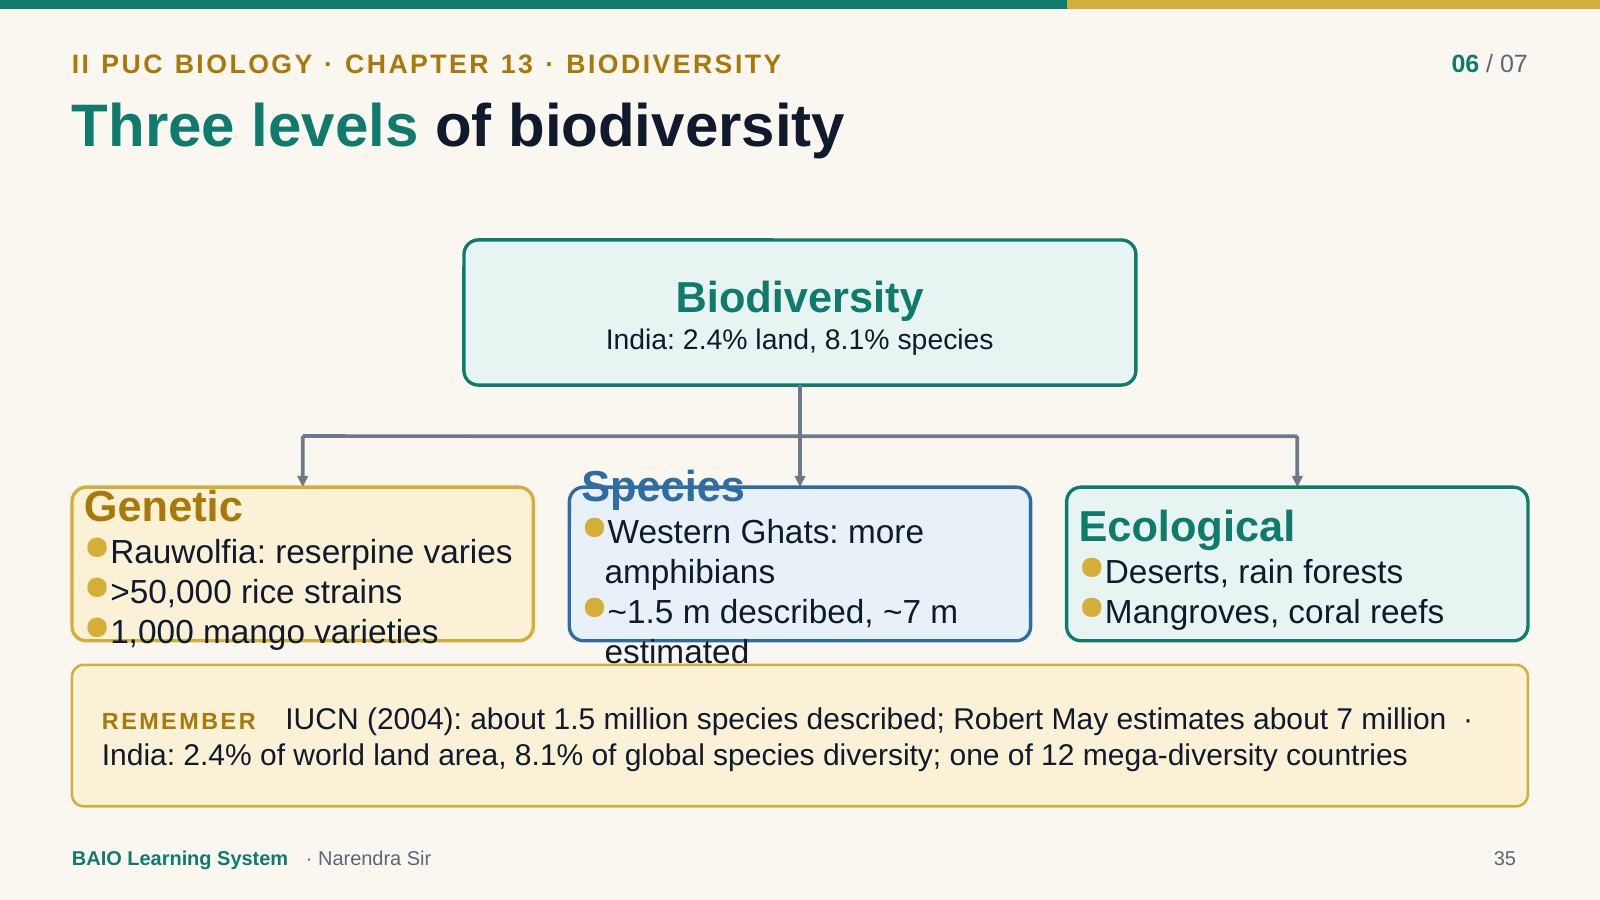 II PUC BIOLOGY · CHAPTER 13 · BIODIVERSITY
06 / 07
Three levels of biodiversity
Biodiversity
India: 2.4% land, 8.1% species
Genetic
Rauwolfia: reserpine varies
>50,000 rice strains
1,000 mango varieties
Species
Western Ghats: more
amphibians
~1.5 m described, ~7 m
estimated
Ecological
Deserts, rain forests
Mangroves, coral reefs
REMEMBER IUCN (2004): about 1.5 million species described; Robert May estimates about 7 million ·
India: 2.4% of world land area, 8.1% of global species diversity; one of 12 mega-diversity countries
BAIO Learning System · Narendra Sir
35